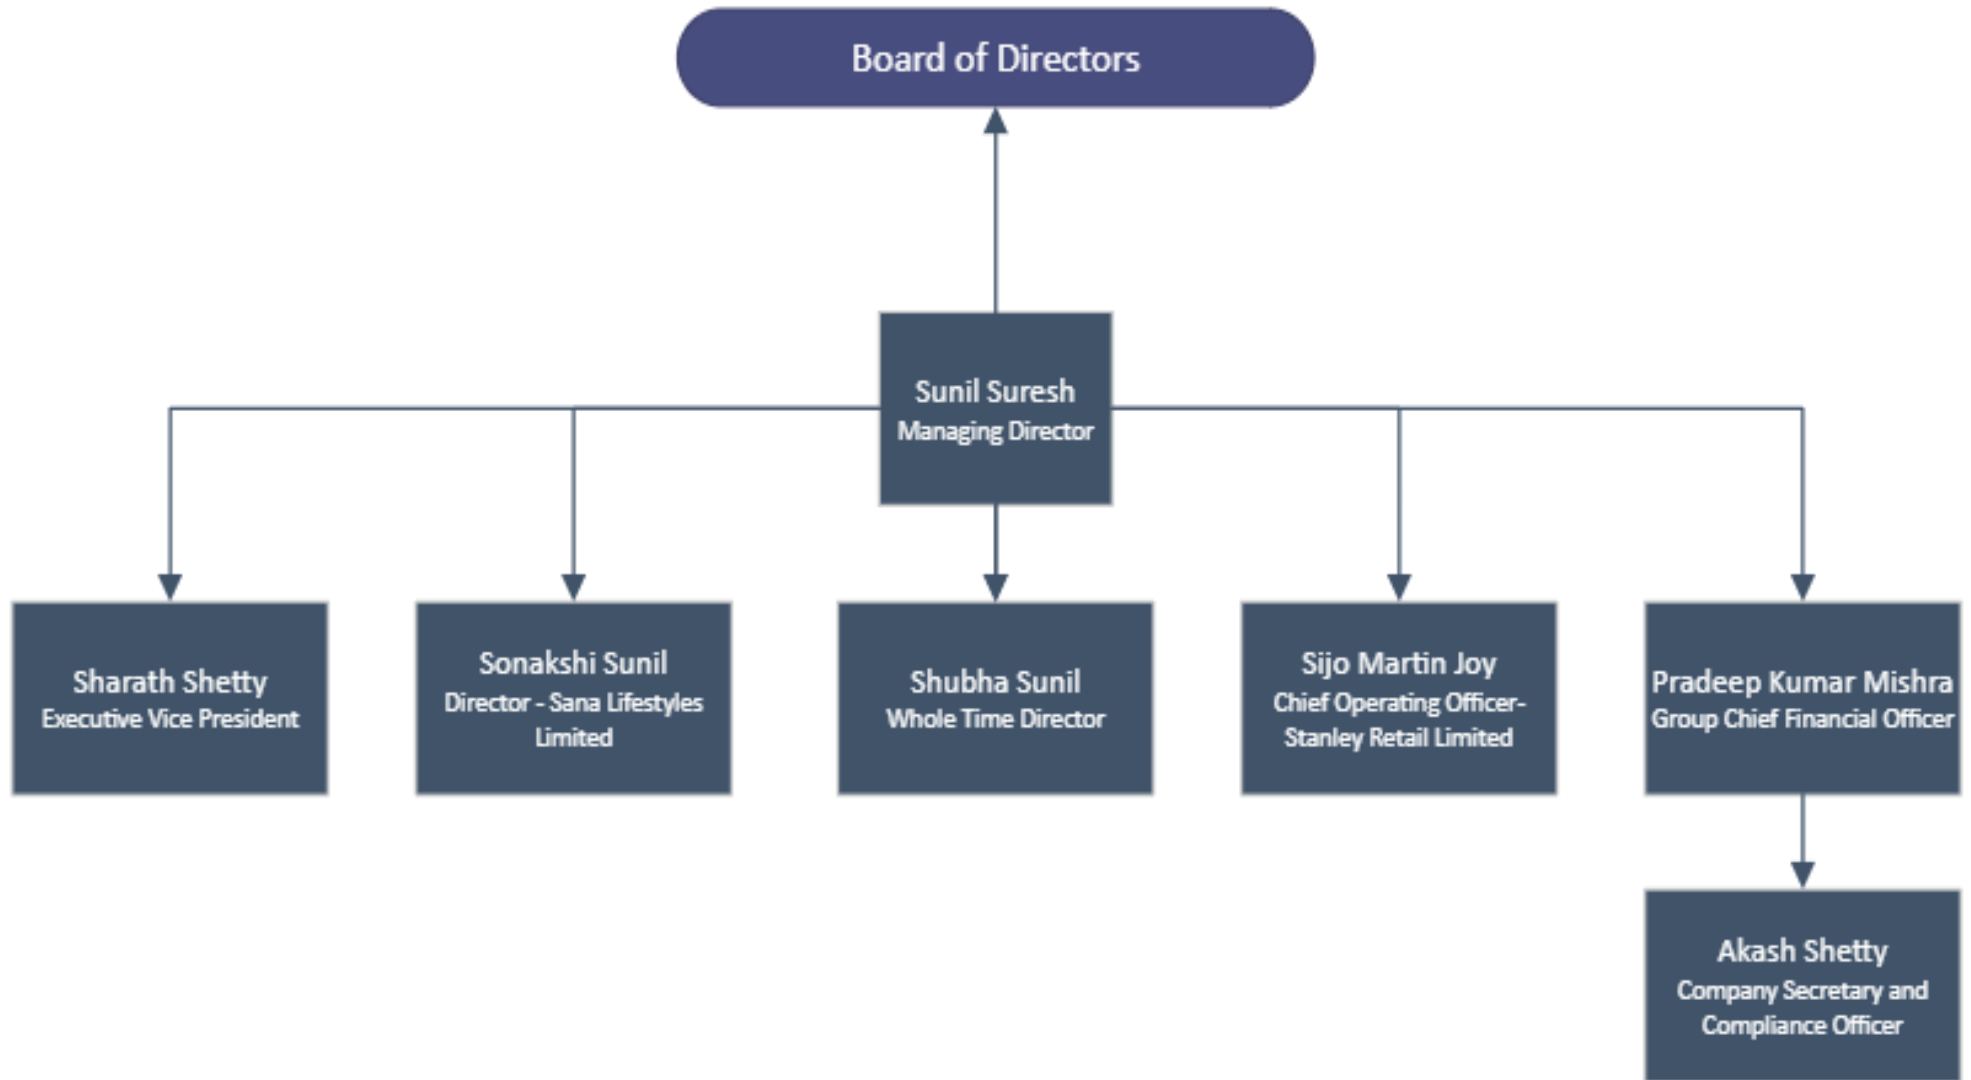 Board of Directors
Sunil Suresh
Managing Director
Sharath Shetty
Executive Vice President
Sonakshi Sunil
Director - Sana Lifestyles
Limited
Shubha Sunil
Whole Time Director
Sijo Martin Joy
Chief Operating Officer-
Stanley Retail Limited
Pradeep Kumar Mishra
Group Chief Financial Officer
Akash Shetty
Company Secretary and
Compliance Officer